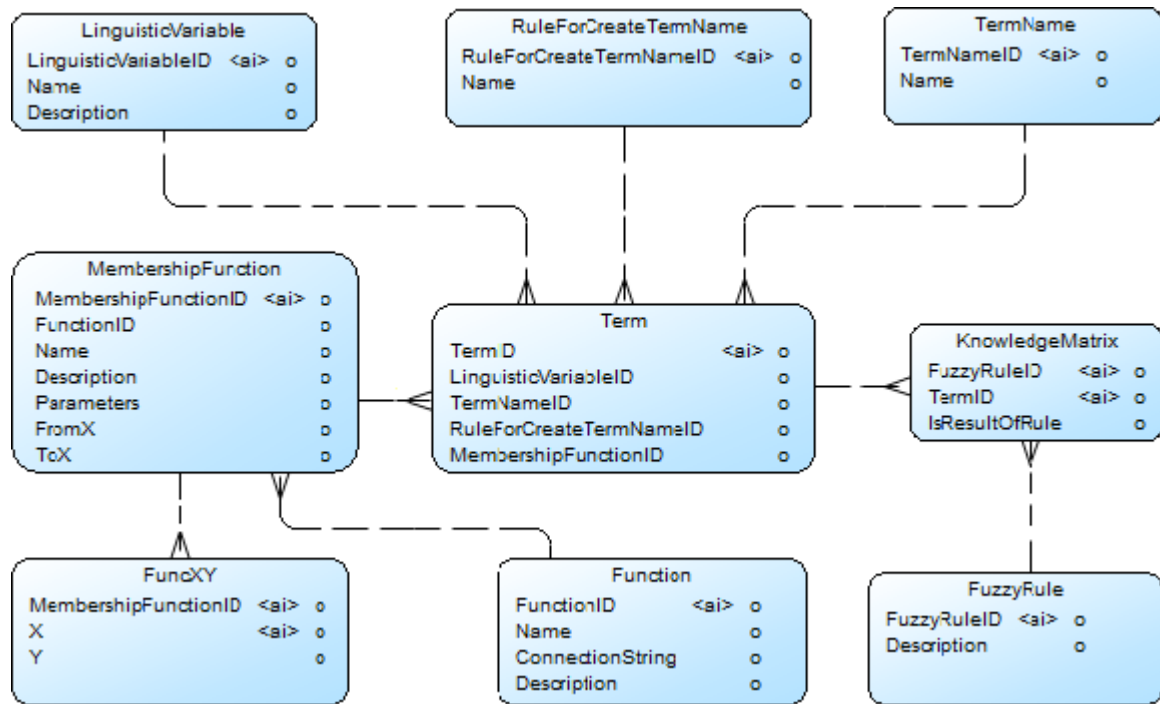 LinguisticVariable
LinguisticVariableID <ai> o
Name o
Description o
RuleForCreateTermName
RuleForCreateTermNameID <ai> o
Name o
TermName
TermNameID <ai> o
Name o
MembershipFunction
MembershipFunctionID <ai> o
FunctionID o
Name o
Description o
Parameters o
FromX o
ToX o
Term
TermID <ai> o
LinguisticVariableID o
TermNameID o
RuleForCreateTermNameID o
MembershipFunctionID o
KnowledgeMatrix
FuzzyRuleID <ai> o
TermID <ai> o
IsResultOfRule o
FuncXY
MembershipFunctionID <ai> o
X <ai> o
Y o
Function
FunctionID <ai> o
Name o
ConnectionString o
Description o
FuzzyRule
FuzzyRuleID <ai> o
Description o